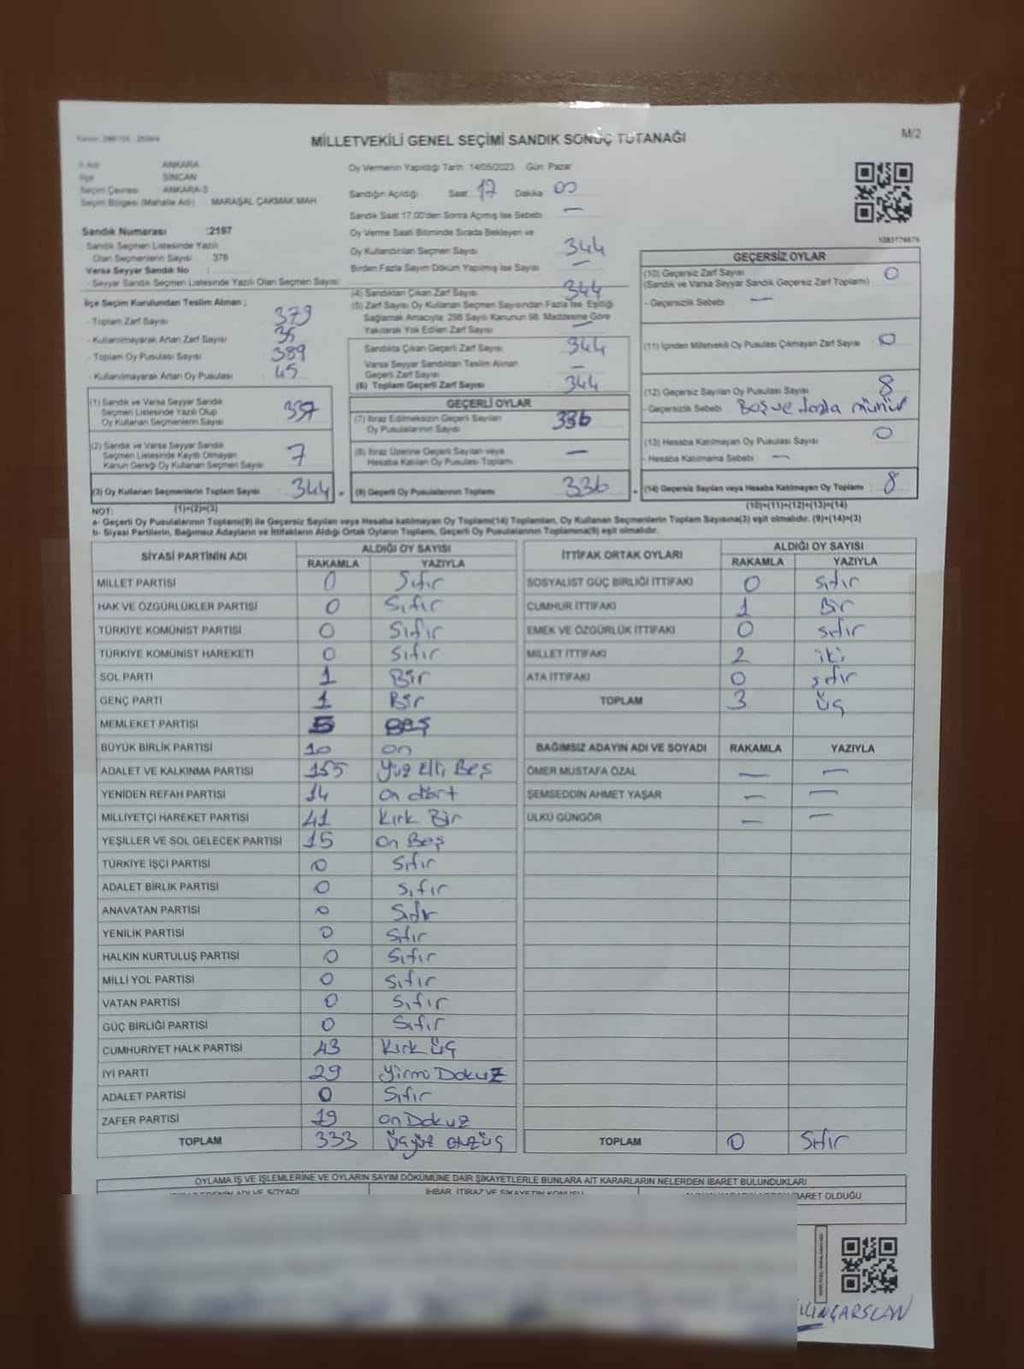 MİLLETVEKİLİ GENEL SEÇİMİ SANDIK SONUÇ TUTANAĞI
M/2
İl Adı ANKARA
İlçe SİNCAN
Seçim Çevresi ANKARA-3
Seçim Bölgesi (Mahalle Adı) MARAŞAL ÇAKMAK MAH.
Oy Vermenin Yapıldığı Tarih 14/05/2023 Gün Pazar
Sandığın Açıldığı Saat 17 Dakika 00
Sandık Saat 17.00'den Sonra Açılmış İse Sebebi —
Sandık Numarası :2197
Sandık Seçmen Listesinde Yazılı
Olan Seçmenlerin Sayısı 378
Varsa Seyyar Sandık No :
- Seyyar Sandık Seçmen Listesinde Yazılı Olan Seçmen Sayısı:
Oy Verme Saati Bitiminde Sırada Bekleyen ve
Oy Kullandırılan Seçmen Sayısı 344
Birden Fazla Sayım Döküm Yapılmış İse Sayısı —
İlçe Seçim Kurulundan Teslim Alınan ;
- Toplam Zarf Sayısı 379
- Kullanılmayarak Artan Zarf Sayısı 35
- Toplam Oy Pusulası Sayısı 389
- Kullanılmayarak Artan Oy Pusulası 45
(4) Sandıktan Çıkan Zarf Sayısı 344
(5) Zarf Sayısı Oy Kullanan Seçmen Sayısından Fazla İse, Eşitliği
Sağlamak Amacıyla; 298 Sayılı Kanunun 98. Maddesine Göre
Yakılarak Yok Edilen Zarf Sayısı —
Sandıkta Çıkan Geçerli Zarf Sayısı 344
Varsa Seyyar Sandıktan Teslim Alınan
Geçerli Zarf Sayısı —
(6) Toplam Geçerli Zarf Sayısı 344
GEÇERSİZ OYLAR
(10) Geçersiz Zarf Sayısı 0
(Sandık ve Varsa Seyyar Sandık Geçersiz Zarf Toplamı)
- Geçersizlik Sebebi —
(11) İçinden Milletvekili Oy Pusulası Çıkmayan Zarf Sayısı 0
(12) Geçersiz Sayılan Oy Pusulası Sayısı 8
- Geçersizlik Sebebi Boş ve fazla mühür
(13) Hesaba Katılmayan Oy Pusulası Sayısı 0
- Hesaba Katılmama Sebebi —
(1) Sandık ve Varsa Seyyar Sandık
Seçmen Listesinde Yazılı Olup
Oy Kullanan Seçmen Sayısı 337
(2) Sandık ve Varsa Seyyar Sandık
Seçmen Listesinde Kayıtlı Olmayan
Kanun Gereği Oy Kullanan Seçmen Sayısı 7
GEÇERLİ OYLAR
(7) İtiraz Edilmeksizin Geçerli Sayılan
Oy Pusulalarının Sayısı 336
(8) İtiraz Üzerine Geçerli Sayılan veya
Hesaba Katılan Oy Pusulası Toplamı —
(3) Oy Kullanan Seçmenlerin Toplam Sayısı 344 = (9) Geçerli Oy Pusulalarının Toplamı 336 + (14) Geçersiz Sayılan veya Hesaba Katılmayan Oy Toplamı 8
NOT: (1)+(2)=(3) (10)+(11)+(12)+(13)=(14)
a- Geçerli Oy Pusulalarının Toplamı(9) ile Geçersiz Sayılan veya Hesaba katılmayan Oy Toplamı(14) Toplamları, Oy Kullanan Seçmenlerin Toplam Sayısına(3) eşit olmalıdır. (9)+(14)=(3)
b- Siyasi Partilerin, Bağımsız Adayların ve İttifakların Aldığı Ortak Oyların Toplamı, Geçerli Oy Pusulalarının Toplamına(9) eşit olmalıdır.
SİYASİ PARTİNİN ADI ALDIĞI OY SAYISI
RAKAMLA YAZIYLA
MİLLET PARTİSİ 0 Sıfır
HAK VE ÖZGÜRLÜKLER PARTİSİ 0 Sıfır
TÜRKİYE KOMÜNİST PARTİSİ 0 Sıfır
TÜRKİYE KOMÜNİST HAREKETİ 0 Sıfır
SOL PARTİ 1 Bir
GENÇ PARTİ 1 Bir
MEMLEKET PARTİSİ 5 BEŞ
BÜYÜK BİRLİK PARTİSİ 10 on
ADALET VE KALKINMA PARTİSİ 155 Yüz Elli Beş
YENİDEN REFAH PARTİSİ 14 on dört
MİLLİYETÇİ HAREKET PARTİSİ 41 Kırk Bir
YEŞİLLER VE SOL GELECEK PARTİSİ 15 on Beş
TÜRKİYE İŞÇİ PARTİSİ 0 Sıfır
ADALET BİRLİK PARTİSİ 0 Sıfır
ANAVATAN PARTİSİ 0 Sıfır
YENİLİK PARTİSİ 0 Sıfır
HALKIN KURTULUŞ PARTİSİ 0 Sıfır
MİLLİ YOL PARTİSİ 0 Sıfır
VATAN PARTİSİ 0 Sıfır
GÜÇ BİRLİĞİ PARTİSİ 0 Sıfır
CUMHURİYET HALK PARTİSİ 43 Kırk üç
İYİ PARTİ 29 Yirmi Dokuz
ADALET PARTİSİ 0 Sıfır
ZAFER PARTİSİ 19 on Dokuz
TOPLAM 333 üçyüz otuzüç
İTTİFAK ORTAK OYLARI ALDIĞI OY SAYISI
RAKAMLA YAZIYLA
SOSYALİST GÜÇ BİRLİĞİ İTTİFAKI 0 Sıfır
CUMHUR İTTİFAKI 1 Bir
EMEK VE ÖZGÜRLÜK İTTİFAKI 0 sıfır
MİLLET İTTİFAKI 2 iki
ATA İTTİFAKI 0 sıfır
TOPLAM 3 üç
BAĞIMSIZ ADAYIN ADI VE SOYADI RAKAMLA YAZIYLA
ÖMER MUSTAFA ÖZAL — —
ŞEMSEDDİN AHMET YAŞAR — —
ÜLKÜ GÜNGÖR — —
TOPLAM 0 Sıfır
OYLAMA İŞ VE İŞLEMLERİNE VE OYLARIN SAYIM DÖKÜMÜNE DAİR ŞİKAYETLERLE BUNLARA AİT KARARLARIN NELERDEN İBARET BULUNDUKLARI
İHBAR, İTİRAZ VE ŞİKAYETİN KONUSU
İBARET OLDUĞU